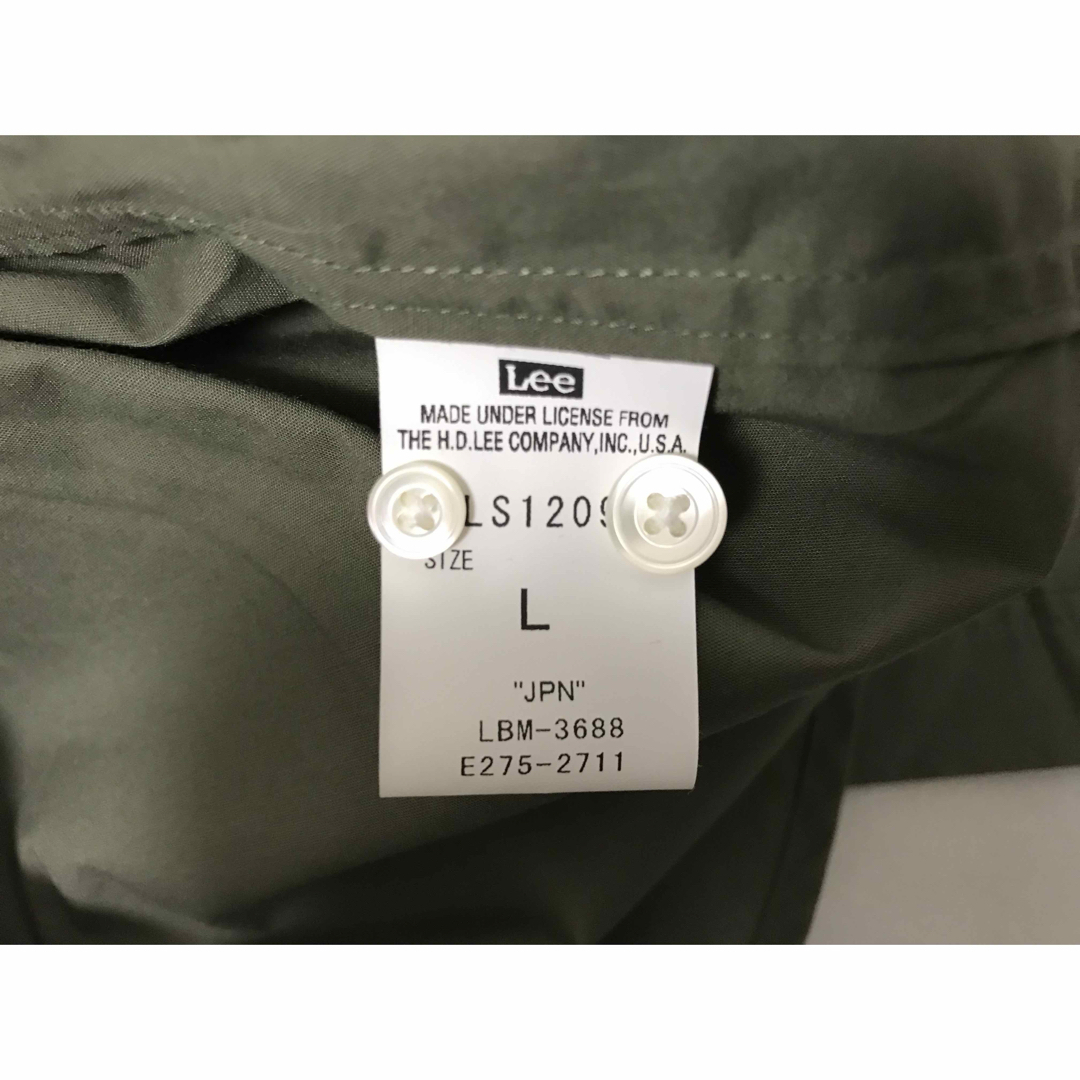 Lee
MADE UNDER LICENSE FROM
THE H.D.LEE COMPANY,INC.,U.S.A.
LS1209
SIZE
L
"JPN"
LBM-3688
E275-2711